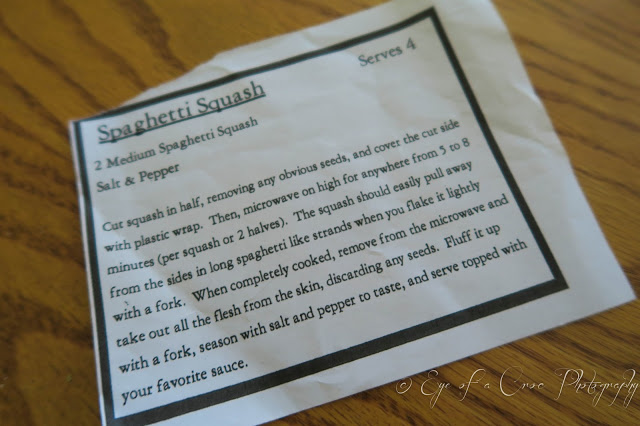 Serves 4
Spaghetti Squash
2 Medium Spaghetti Squash
Salt & Pepper
Cut squash in half, removing any obvious seeds, and cover the cut side
with plastic wrap. Then, microwave on high for anywhere from 5 to 8
minutes (per squash or 2 halves). The squash should easily pull away
from the sides in long spaghetti like strands when you flake it lightly
with a fork. When completely cooked, remove from the microwave and
take out all the flesh from the skin, discarding any seeds. Fluff it up
with a fork, season with salt and pepper to taste, and serve topped with
your favorite sauce.
© Eye of a Croc Photography